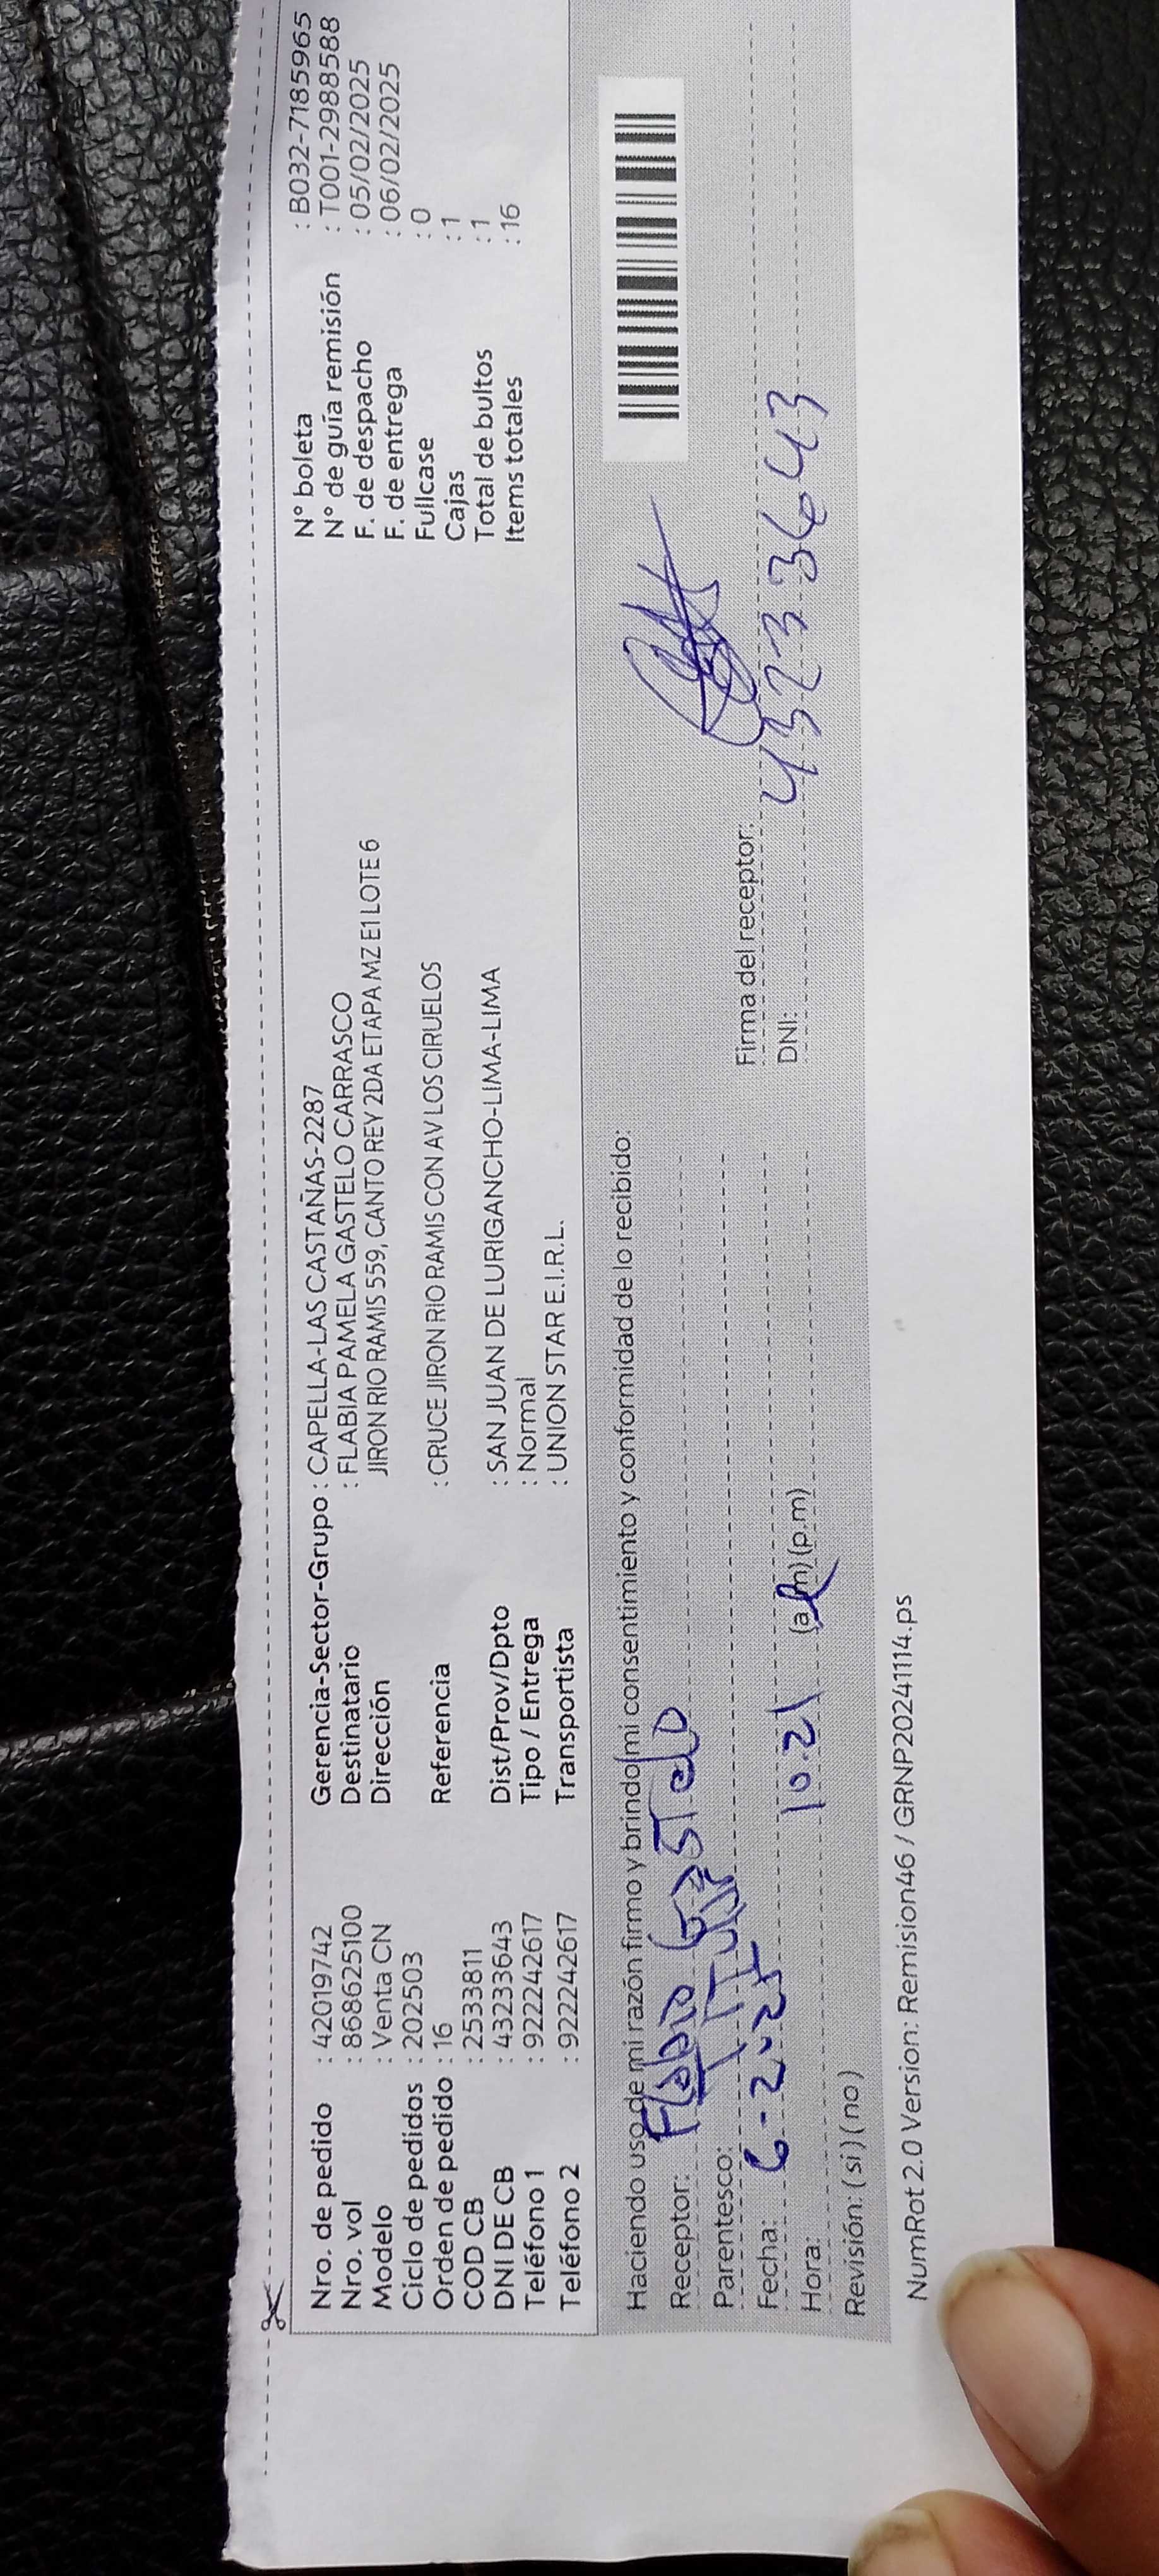 Nro. de pedido : 42019742
Nro. vol : 868625100
Modelo : Venta CN
Ciclo de pedidos : 202503
Orden de pedido : 16
COD CB : 2533811
DNI DE CB : 43233643
Teléfono 1 : 922242617
Teléfono 2 : 922242617
Gerencia-Sector-Grupo : CAPELLA-LAS CASTAÑAS-2287
Destinatario : FLABIA PAMELA GASTELO CARRASCO
Dirección JIRON RIO RAMIS 559, CANTO REY 2DA ETAPA MZ E1 LOTE 6
Referencia : CRUCE JIRON RIO RAMIS CON AV LOS CIRUELOS
Dist/Prov/Dpto : SAN JUAN DE LURIGANCHO-LIMA-LIMA
Tipo / Entrega : Normal
Transportista : UNION STAR E.I.R.L.
N° boleta : B032-7185965
N° de guía remisión : T001-2988588
F. de despacho : 05/02/2025
F. de entrega : 06/02/2025
Fullcase : 0
Cajas : 1
Total de bultos : 1
Items totales : 16
Haciendo uso de mi razón firmo y brindo mi consentimiento y conformidad de lo recibido:
Receptor: Flabia Gastelo
Parentesco:
Fecha: 6-2-25
Hora: 10.21 (a.m) (p.m)
Revisión: ( si ) ( no )
Firma del receptor:
DNI: 43233643
NumRot 2.0 Version: Remision46 / GRNP20241114.ps